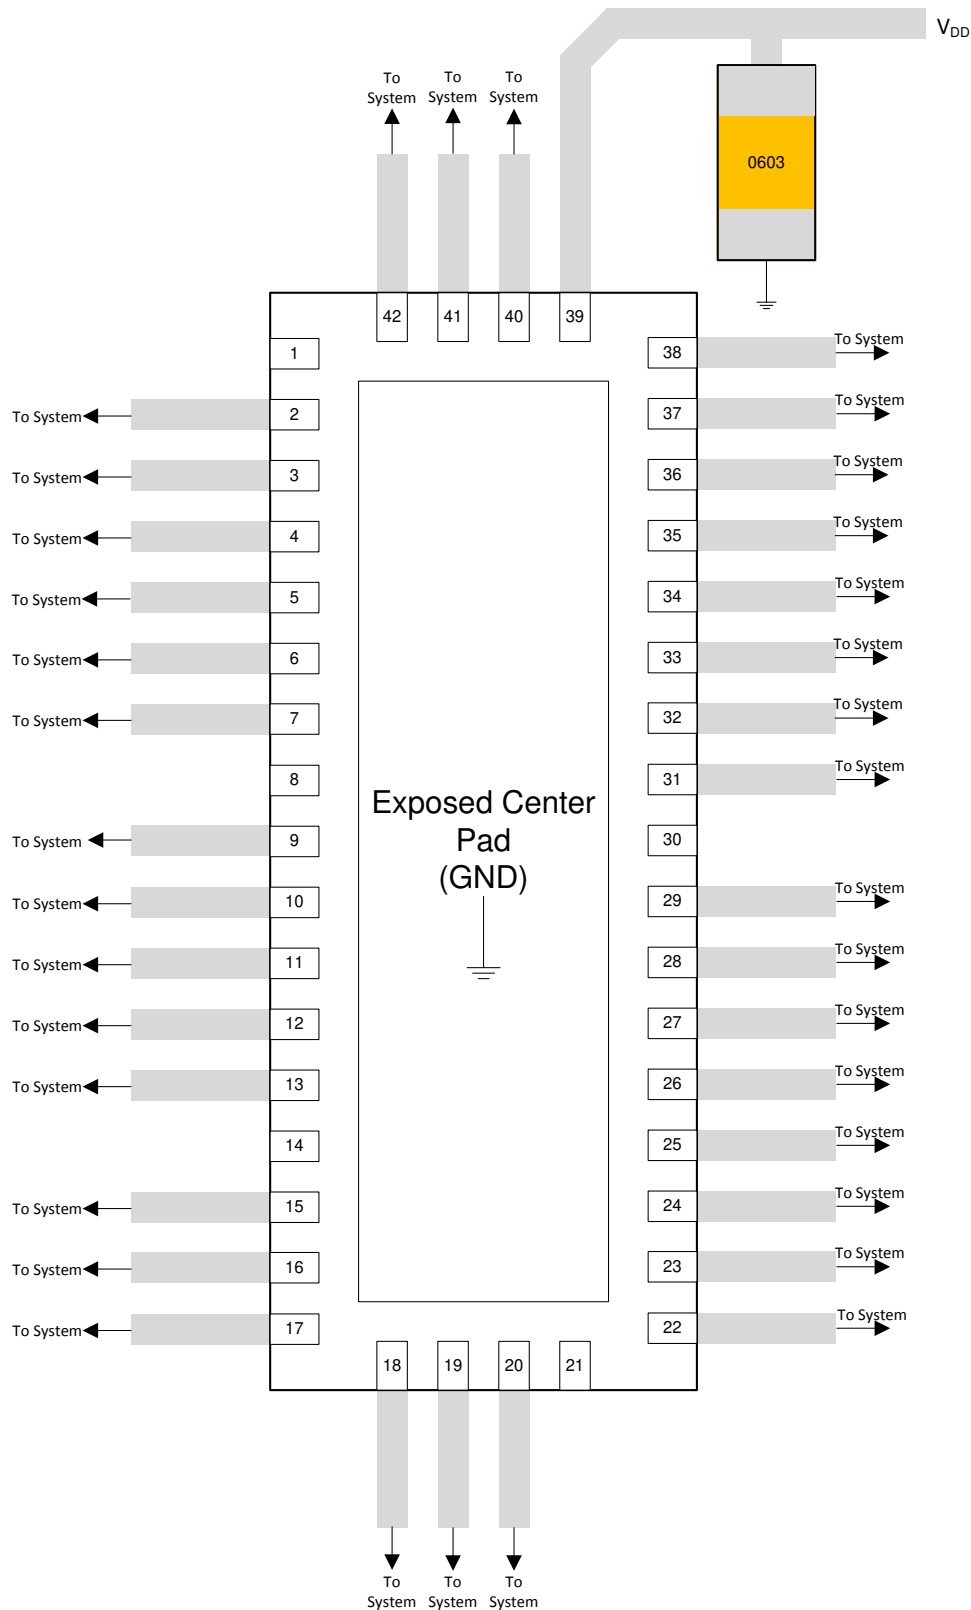 V_DD
To
System
To
System
To
System
0603
42 41 40 39
1 38 To System
To System 2 37 To System
To System 3 36 To System
To System 4 35 To System
To System 5 34 To System
To System 6 33 To System
To System 7 32 To System
8 31 To System
Exposed Center
Pad
(GND)
To System 9 30
To System 10 29 To System
To System 11 28 To System
To System 12 27 To System
To System 13 26 To System
14 25 To System
To System 15 24 To System
To System 16 23 To System
To System 17 22 To System
18 19 20 21
To
System
To
System
To
System